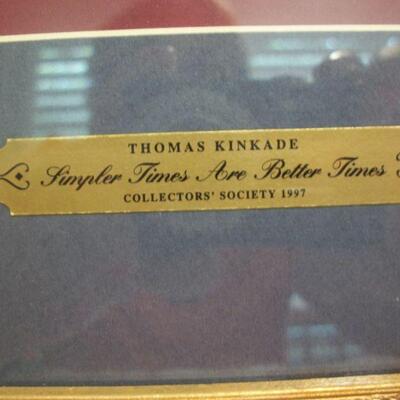 THOMAS KINKADE
Simpler Times Are Better Times
COLLECTORS' SOCIETY 1997